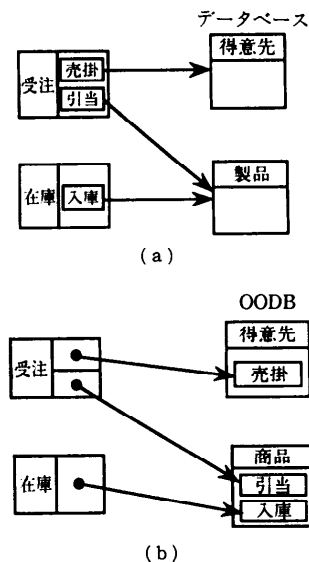 データベース
得意先
受注
売掛
引当
製品
在庫
入庫
(a)
OODB
得意先
受注
売掛
商品
引当
在庫
入庫
(b)